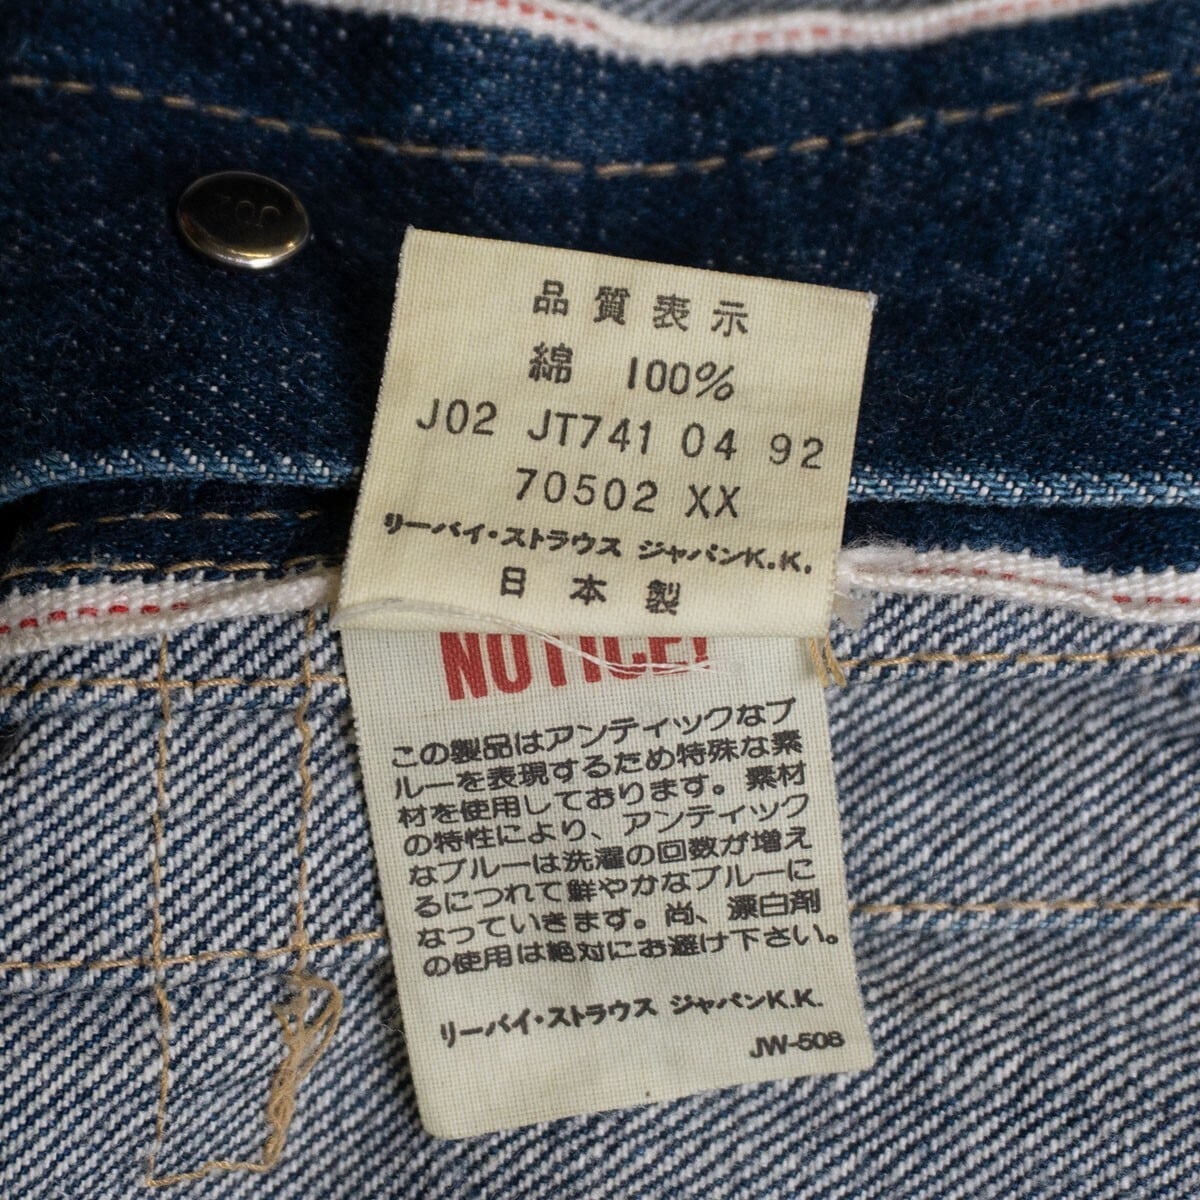 J02
品質表示
綿 100%
J02 JT741 04 92
70502 XX
リーバイ・ストラウス ジャパンK.K.
日本製
NOTICE!
この製品はアンティックなブ
ルーを表現するため特殊な素
材を使用しております。素材
の特性により、アンティック
なブルーは洗濯の回数が増え
るにつれて鮮やかなブルーに
なっていきます。尚、漂白剤
の使用は絶対にお避け下さい。
リーバイ・ストラウス ジャパンK.K.
JW-508